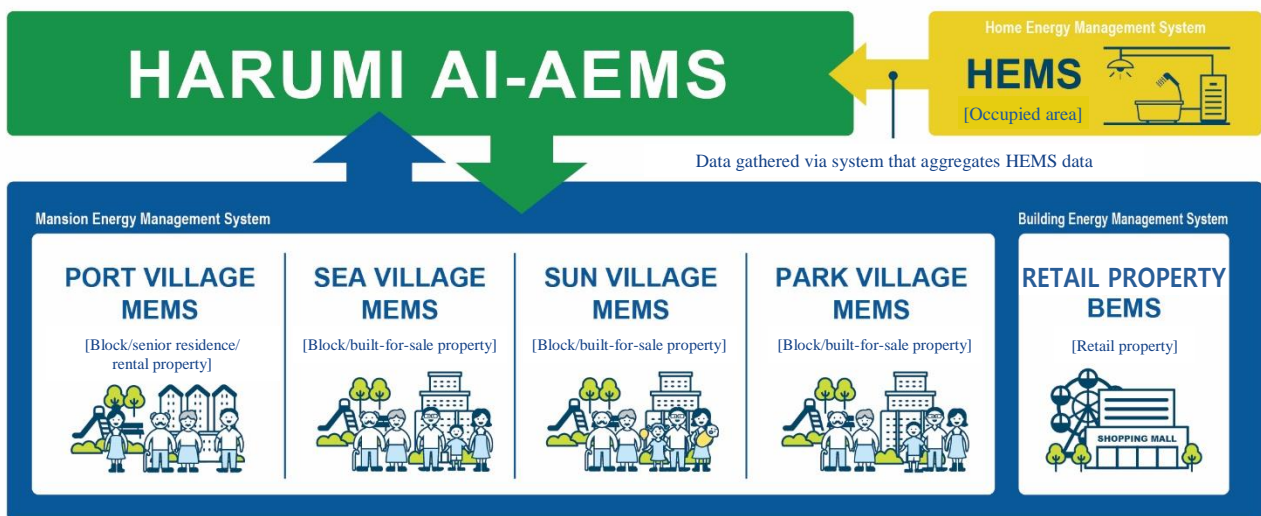 HARUMI AI-AEMS
Home Energy Management System
HEMS
[Occupied area]
Data gathered via system that aggregates HEMS data
Mansion Energy Management System
Building Energy Management System
PORT VILLAGE
MEMS
[Block/senior residence/
rental property]
SEA VILLAGE
MEMS
[Block/built-for-sale property]
SUN VILLAGE
MEMS
[Block/built-for-sale property]
PARK VILLAGE
MEMS
[Block/built-for-sale property]
RETAIL PROPERTY
BEMS
[Retail property]
SHOPPING MALL